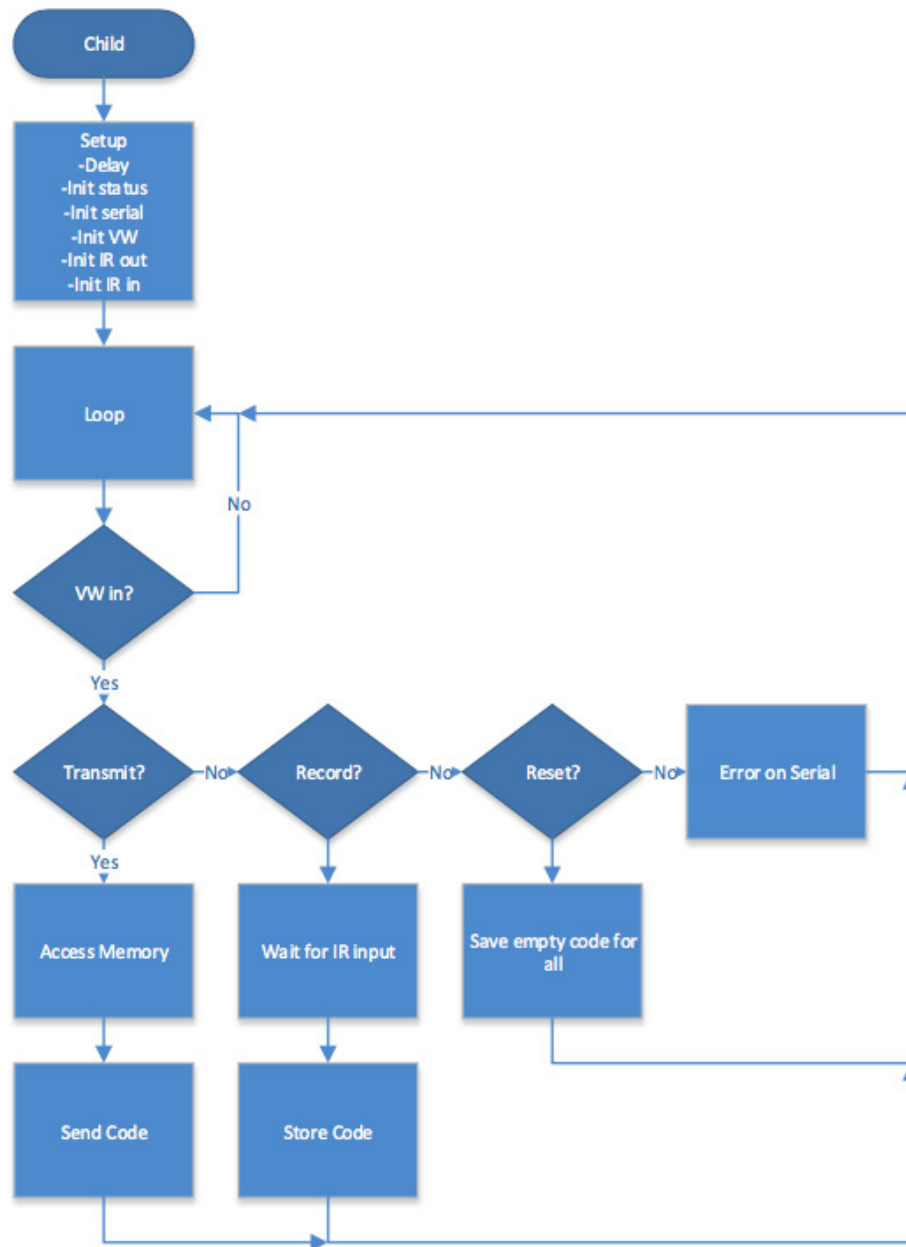 Child
Setup
-Delay
-Init status
-Init serial
-Init VW
-Init IR out
-Init IR in
Loop
No
VW in?
Yes
Transmit?
No
Record?
No
Reset?
No
Error on Serial
Yes
Access Memory
Wait for IR input
Save empty code for
all
Send Code
Store Code